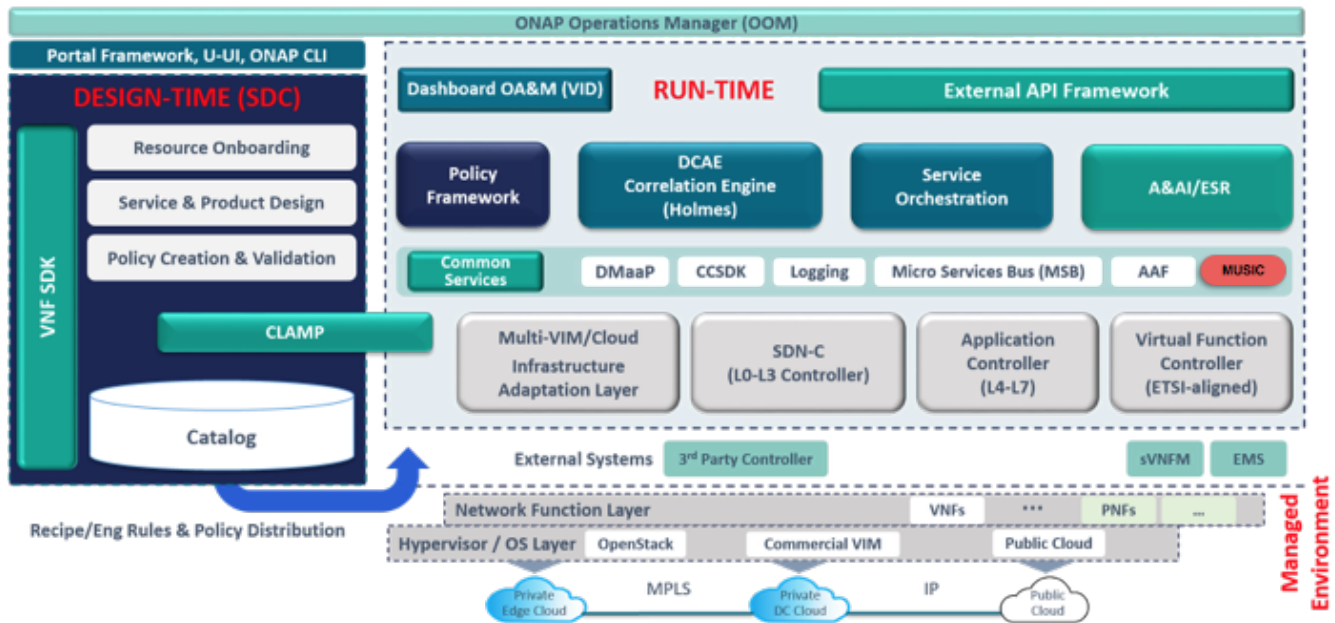 ONAP Operations Manager (OOM)
Portal Framework, U-UI, ONAP CLI
DESIGN-TIME (SDC)
VNF SDK
Resource Onboarding
Service & Product Design
Policy Creation & Validation
CLAMP
Catalog
Recipe/Eng Rules & Policy Distribution
Dashboard OA&M (VID)
RUN-TIME
External API Framework
Policy
Framework
DCAE
Correlation Engine
(Holmes)
Service
Orchestration
A&AI/ESR
Common
Services
DMaaP
CCSDK
Logging
Micro Services Bus (MSB)
AAF
MUSIC
Multi-VIM/Cloud
Infrastructure
Adaptation Layer
SDN-C
(L0-L3 Controller)
Application
Controller
(L4-L7)
Virtual Function
Controller
(ETSI-aligned)
External Systems
3rd Party Controller
sVNFM
EMS
Network Function Layer
VNFs
...
PNFs
...
Hypervisor / OS Layer
OpenStack
Commercial VIM
Public Cloud
Private
Edge Cloud
MPLS
Private
DC Cloud
IP
Public
Cloud
Managed
Environment